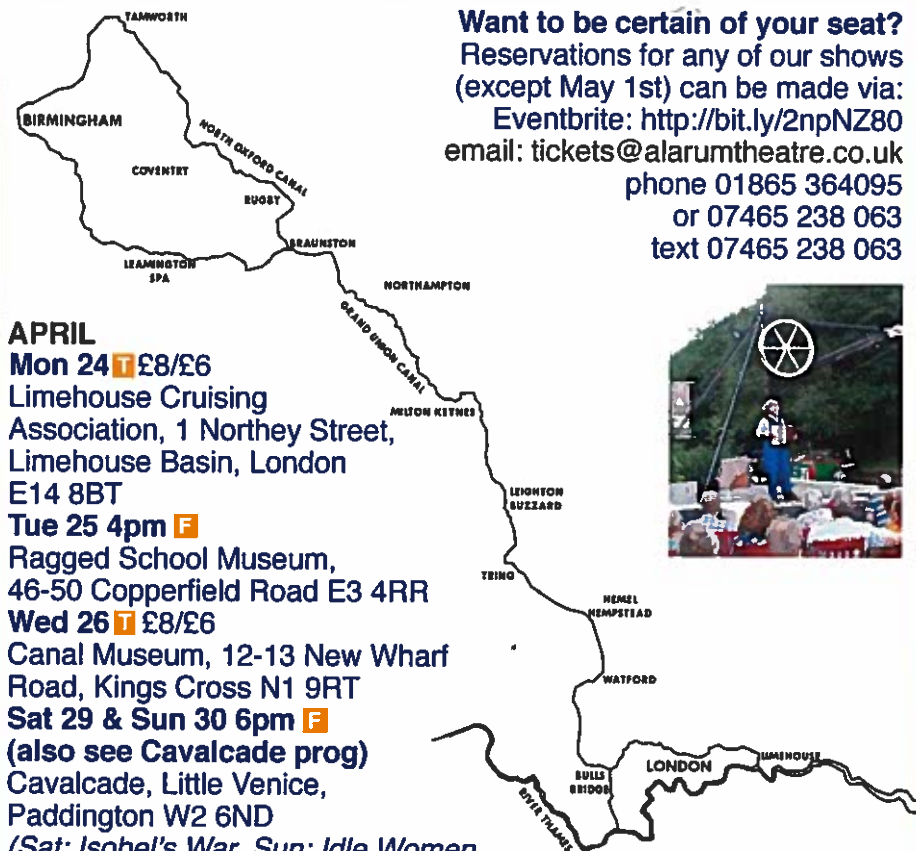 Want to be certain of your seat?
Reservations for any of our shows
(except May 1st) can be made via:
Eventbrite: http://bit.ly/2npNZ80
email: tickets@alarumtheatre.co.uk
phone 01865 364095
or 07465 238 063
text 07465 238 063
TAMWORTH
BIRMINGHAM
NORTH OXFORD CANAL
COVENTRY
RUGBY
BRAUNSTON
LEAMINGTON
SPA
NORTHAMPTON
GRAND UNION CANAL
MILTON KEYNES
LEIGHTON
BUZZARD
TRING
HEMEL
HEMPSTEAD
WATFORD
BULLS
BRIDGE
LONDON
LIMEHOUSE
RIVER THAMES
APRIL
Mon 24 T £8/£6
Limehouse Cruising
Association, 1 Northey Street,
Limehouse Basin, London
E14 8BT
Tue 25 4pm F
Ragged School Museum,
46-50 Copperfield Road E3 4RR
Wed 26 T £8/£6
Canal Museum, 12-13 New Wharf
Road, Kings Cross N1 9RT
Sat 29 & Sun 30 6pm F
(also see Cavalcade prog)
Cavalcade, Little Venice,
Paddington W2 6ND
(Sat: Isobel's War, Sun: Idle Women